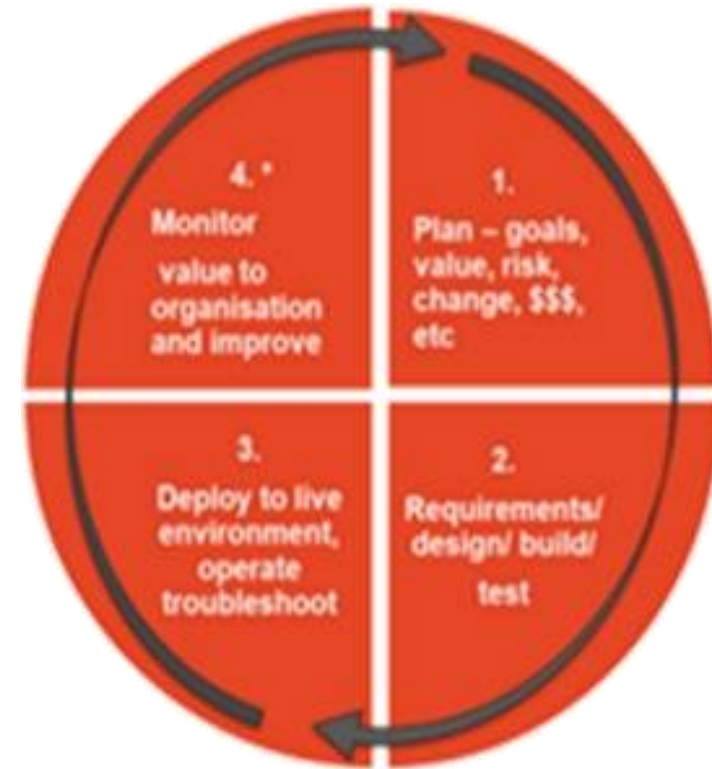 1.
Plan – goals,
value, risk,
change, $$$,
etc
2.
Requirements/
design/ build/
test
3.
Deploy to live
environment,
operate
troubleshoot
4. *
Monitor
value to
organisation
and improve